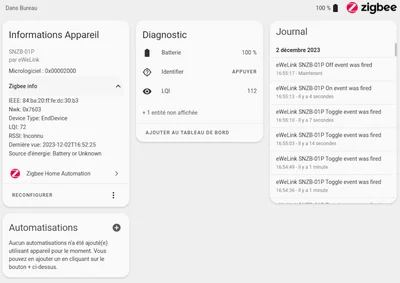 Dans Bureau
100 %
zigbee
Informations Appareil
SNZB-01P
par eWeLink
Micrologiciel : 0x00002000
Zigbee info
IEEE: 84:ba:20:ff:fe:dc:30:b3
Nwk: 0x7603
Device Type: EndDevice
LQI: 72
RSSI: Inconnu
Dernière vue: 2023-12-02T16:52:25
Source d'énergie: Battery or Unknown
Zigbee Home Automation
RECONFIGURER
Automatisations
Aucun automatisations n'a été ajouté(e)
utilisant appareil pour le moment. Vous
pouvez en ajouter un en cliquant sur le
bouton + ci-dessus.
Diagnostic
Batterie 100 %
Identifier APPUYER
LQI 112
+ 1 entité non affichée
AJOUTER AU TABLEAU DE BORD
Journal
2 décembre 2023
eWeLink SNZB-01P Off event was fired
16:55:17 - Maintenant
eWeLink SNZB-01P On event was fired
16:55:13 - Il y a 4 secondes
eWeLink SNZB-01P Toggle event was fired
16:55:10 - Il y a 7 secondes
eWeLink SNZB-01P Toggle event was fired
16:55:03 - Il y a 14 secondes
eWeLink SNZB-01P Toggle event was fired
16:54:49 - Il y a 1 minute
eWeLink SNZB-01P Toggle event was fired
16:54:36 - Il y a 1 minute